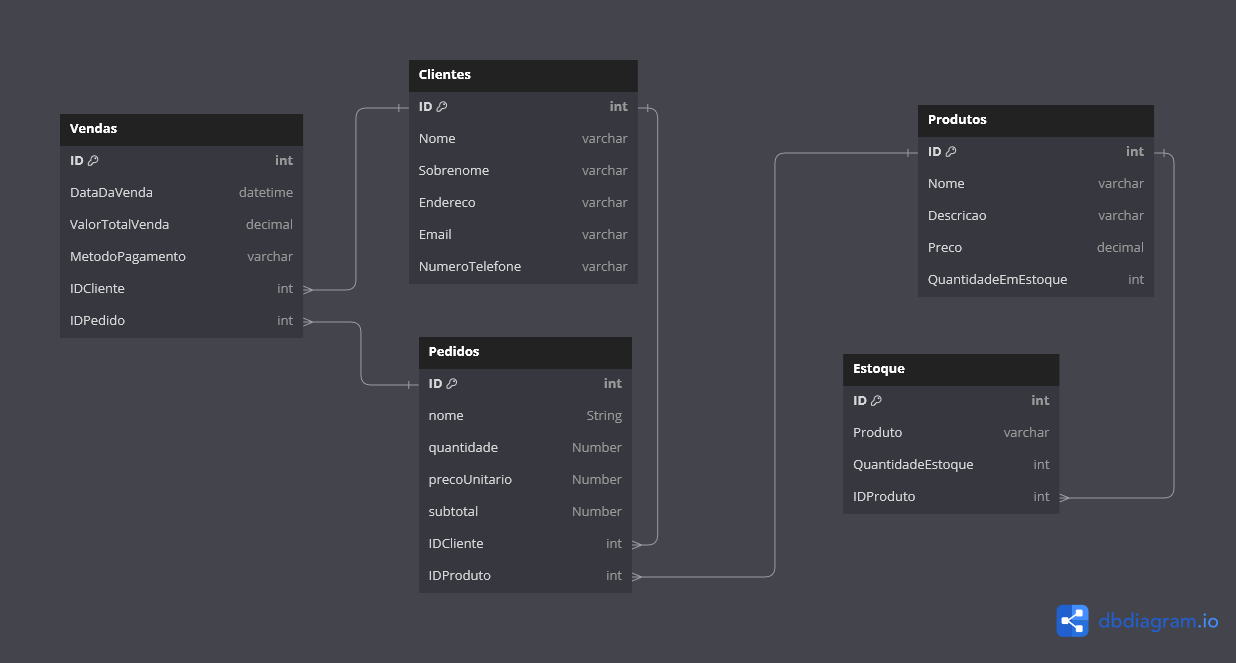 Vendas
ID int
DataDaVenda datetime
ValorTotalVenda decimal
MetodoPagamento varchar
IDCliente int
IDPedido int
Clientes
ID int
Nome varchar
Sobrenome varchar
Endereco varchar
Email varchar
NumeroTelefone varchar
Pedidos
ID int
nome String
quantidade Number
precoUnitario Number
subtotal Number
IDCliente int
IDProduto int
Produtos
ID int
Nome varchar
Descricao varchar
Preco decimal
QuantidadeEmEstoque int
Estoque
ID int
Produto varchar
QuantidadeEstoque int
IDProduto int
dbdiagram.io